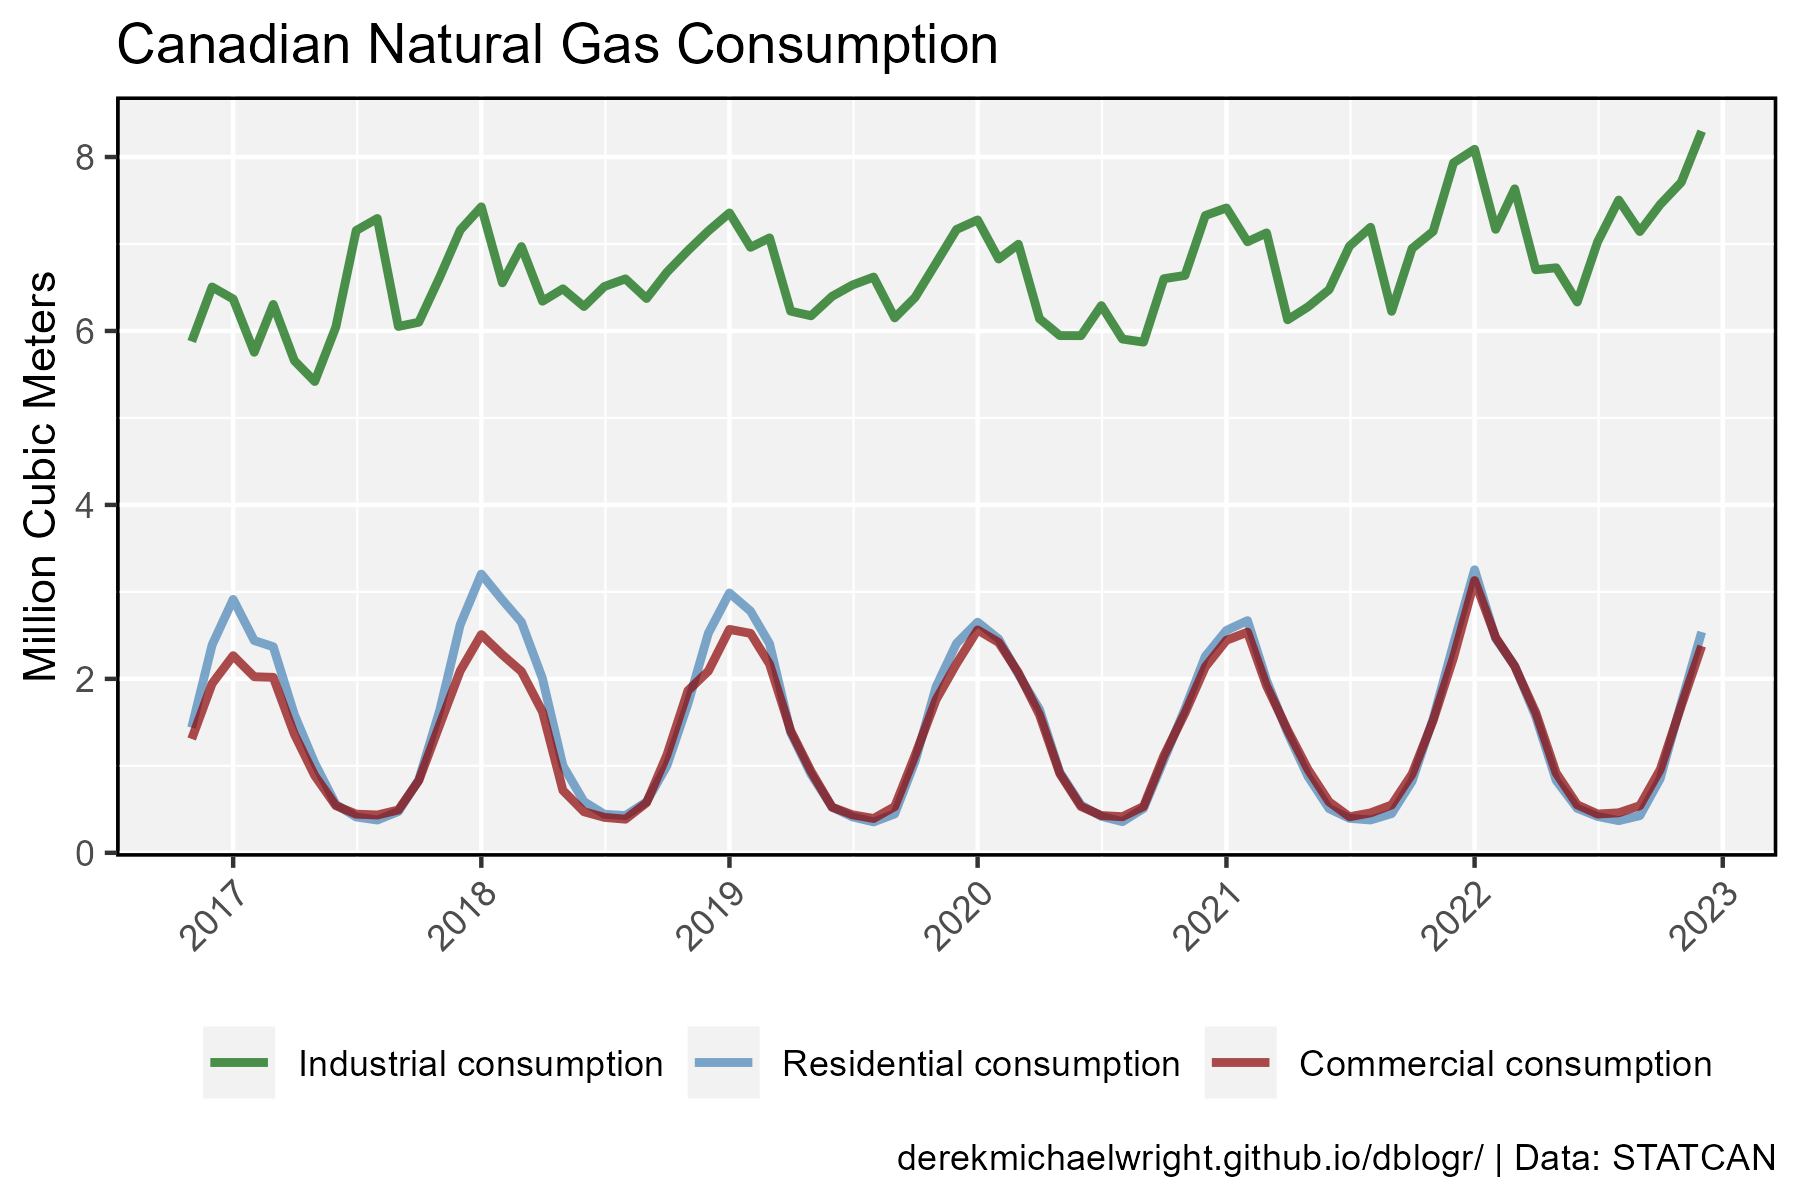 Canadian Natural Gas Consumption
Million Cubic Meters
8
6
4
2
0
2017
2018
2019
2020
2021
2022
2023
Industrial consumption
Residential consumption
Commercial consumption
derekmichaelwright.github.io/dblogr/ | Data: STATCAN